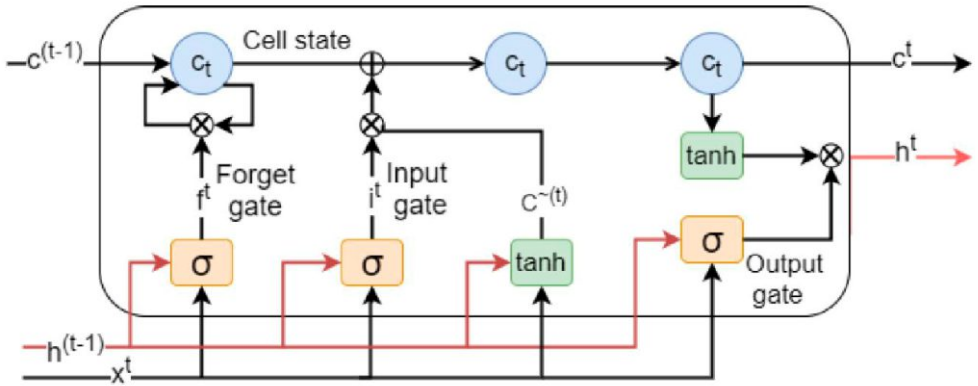 c(t-1)
ct
Cell state
ct
ct
ct
Forget
gate
ft
Input
gate
it
C~(t)
tanh
ht
σ
σ
tanh
σ
Output
gate
h(t-1)
xt